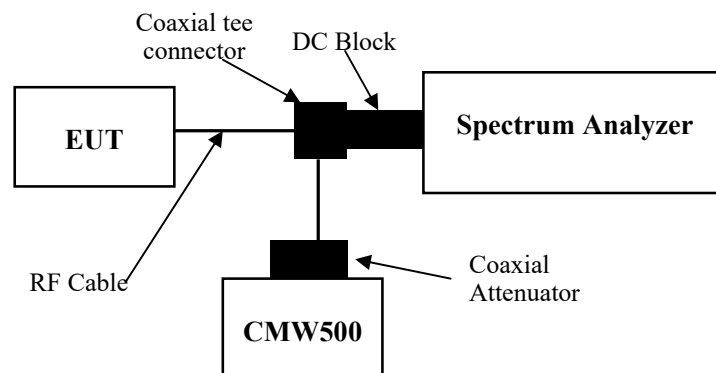 Coaxial tee
connector
DC Block
EUT
Spectrum Analyzer
RF Cable
Coaxial
Attenuator
CMW500